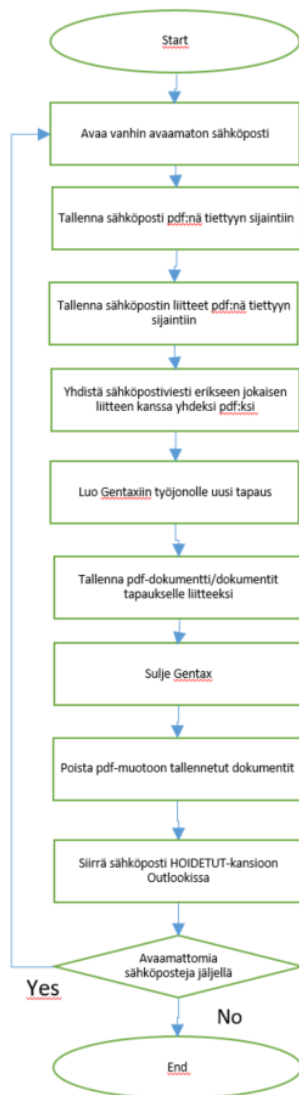 Start
Avaa vanhin avaamaton sähköposti
Tallenna sähköposti pdf:nä tiettyyn sijaintiin
Tallenna sähköpostin liitteet pdf:nä tiettyyn
sijaintiin
Yhdistä sähköpostiviesti erikseen jokaisen
liitteen kanssa yhdeksi pdf:ksi
Luo Gentaxiin työjonolle uusi tapaus
Tallenna pdf-dokumentti/dokumentit
tapaukselle liitteeksi
Sulje Gentax
Poista pdf-muotoon tallennetut dokumentit
Siirrä sähköposti HOIDETUT-kansioon
Outlookissa
Avaamattomia
sähköposteja jäljellä
Yes
No
End